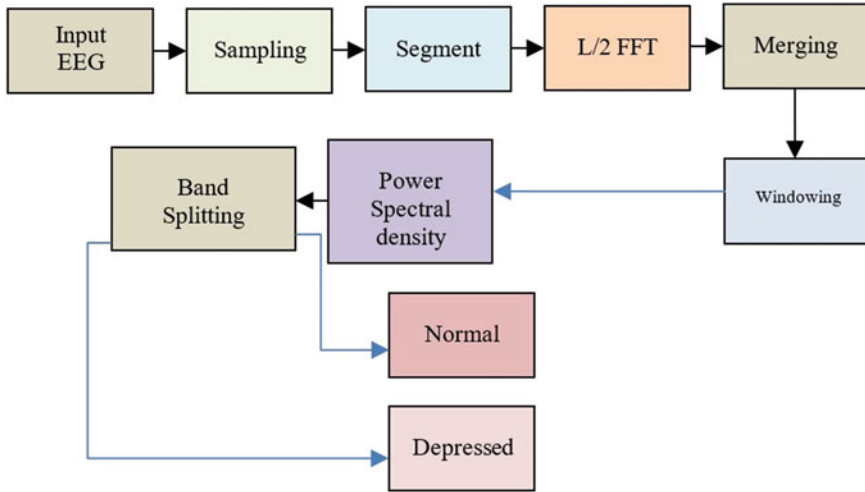 Input
EEG
Sampling
Segment
L/2 FFT
Merging
Band
Splitting
Power
Spectral
density
Windowing
Normal
Depressed